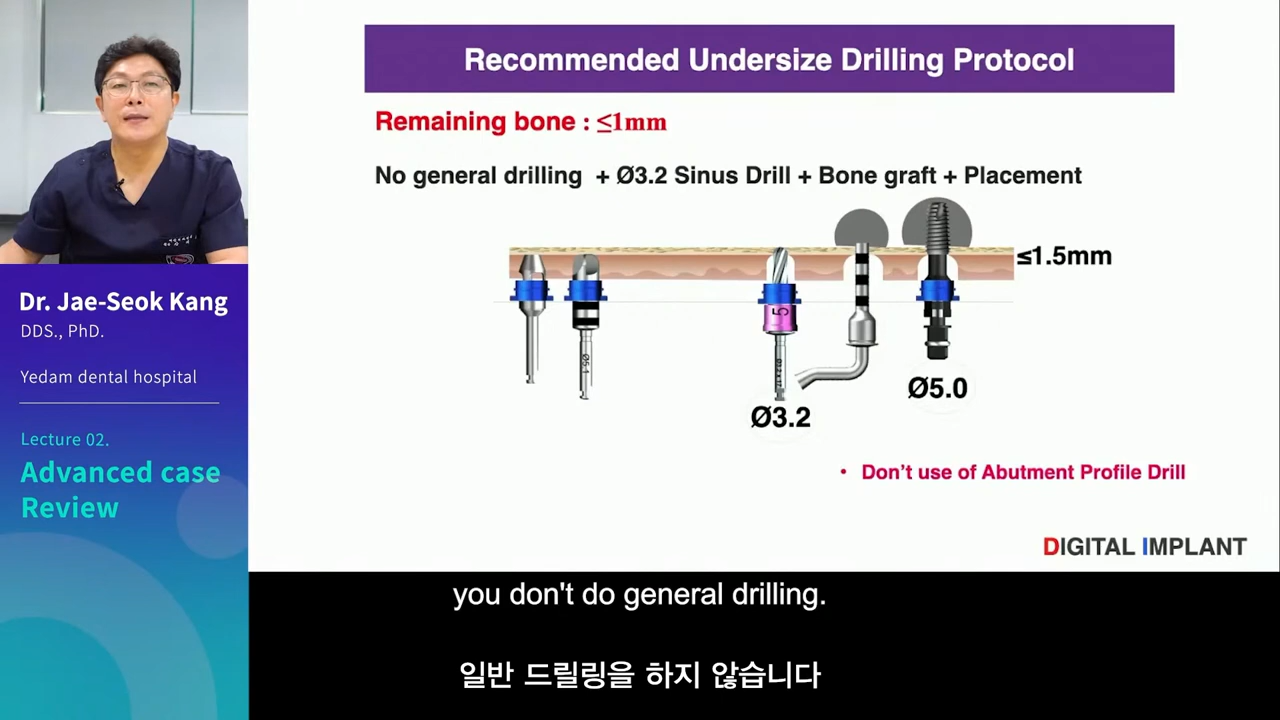 Recommended Undersize Drilling Protocol
Remaining bone : ≤1mm
No general drilling + Ø3.2 Sinus Drill + Bone graft + Placement
≤1.5mm
5
Ø5.0
Ø3.2
• Don't use of Abutment Profile Drill
DIGITAL IMPLANT
Dr. Jae-Seok Kang
DDS., PhD.
Yedam dental hospital
Lecture 02.
Advanced case
Review
you don't do general drilling.
일반 드릴링을 하지 않습니다